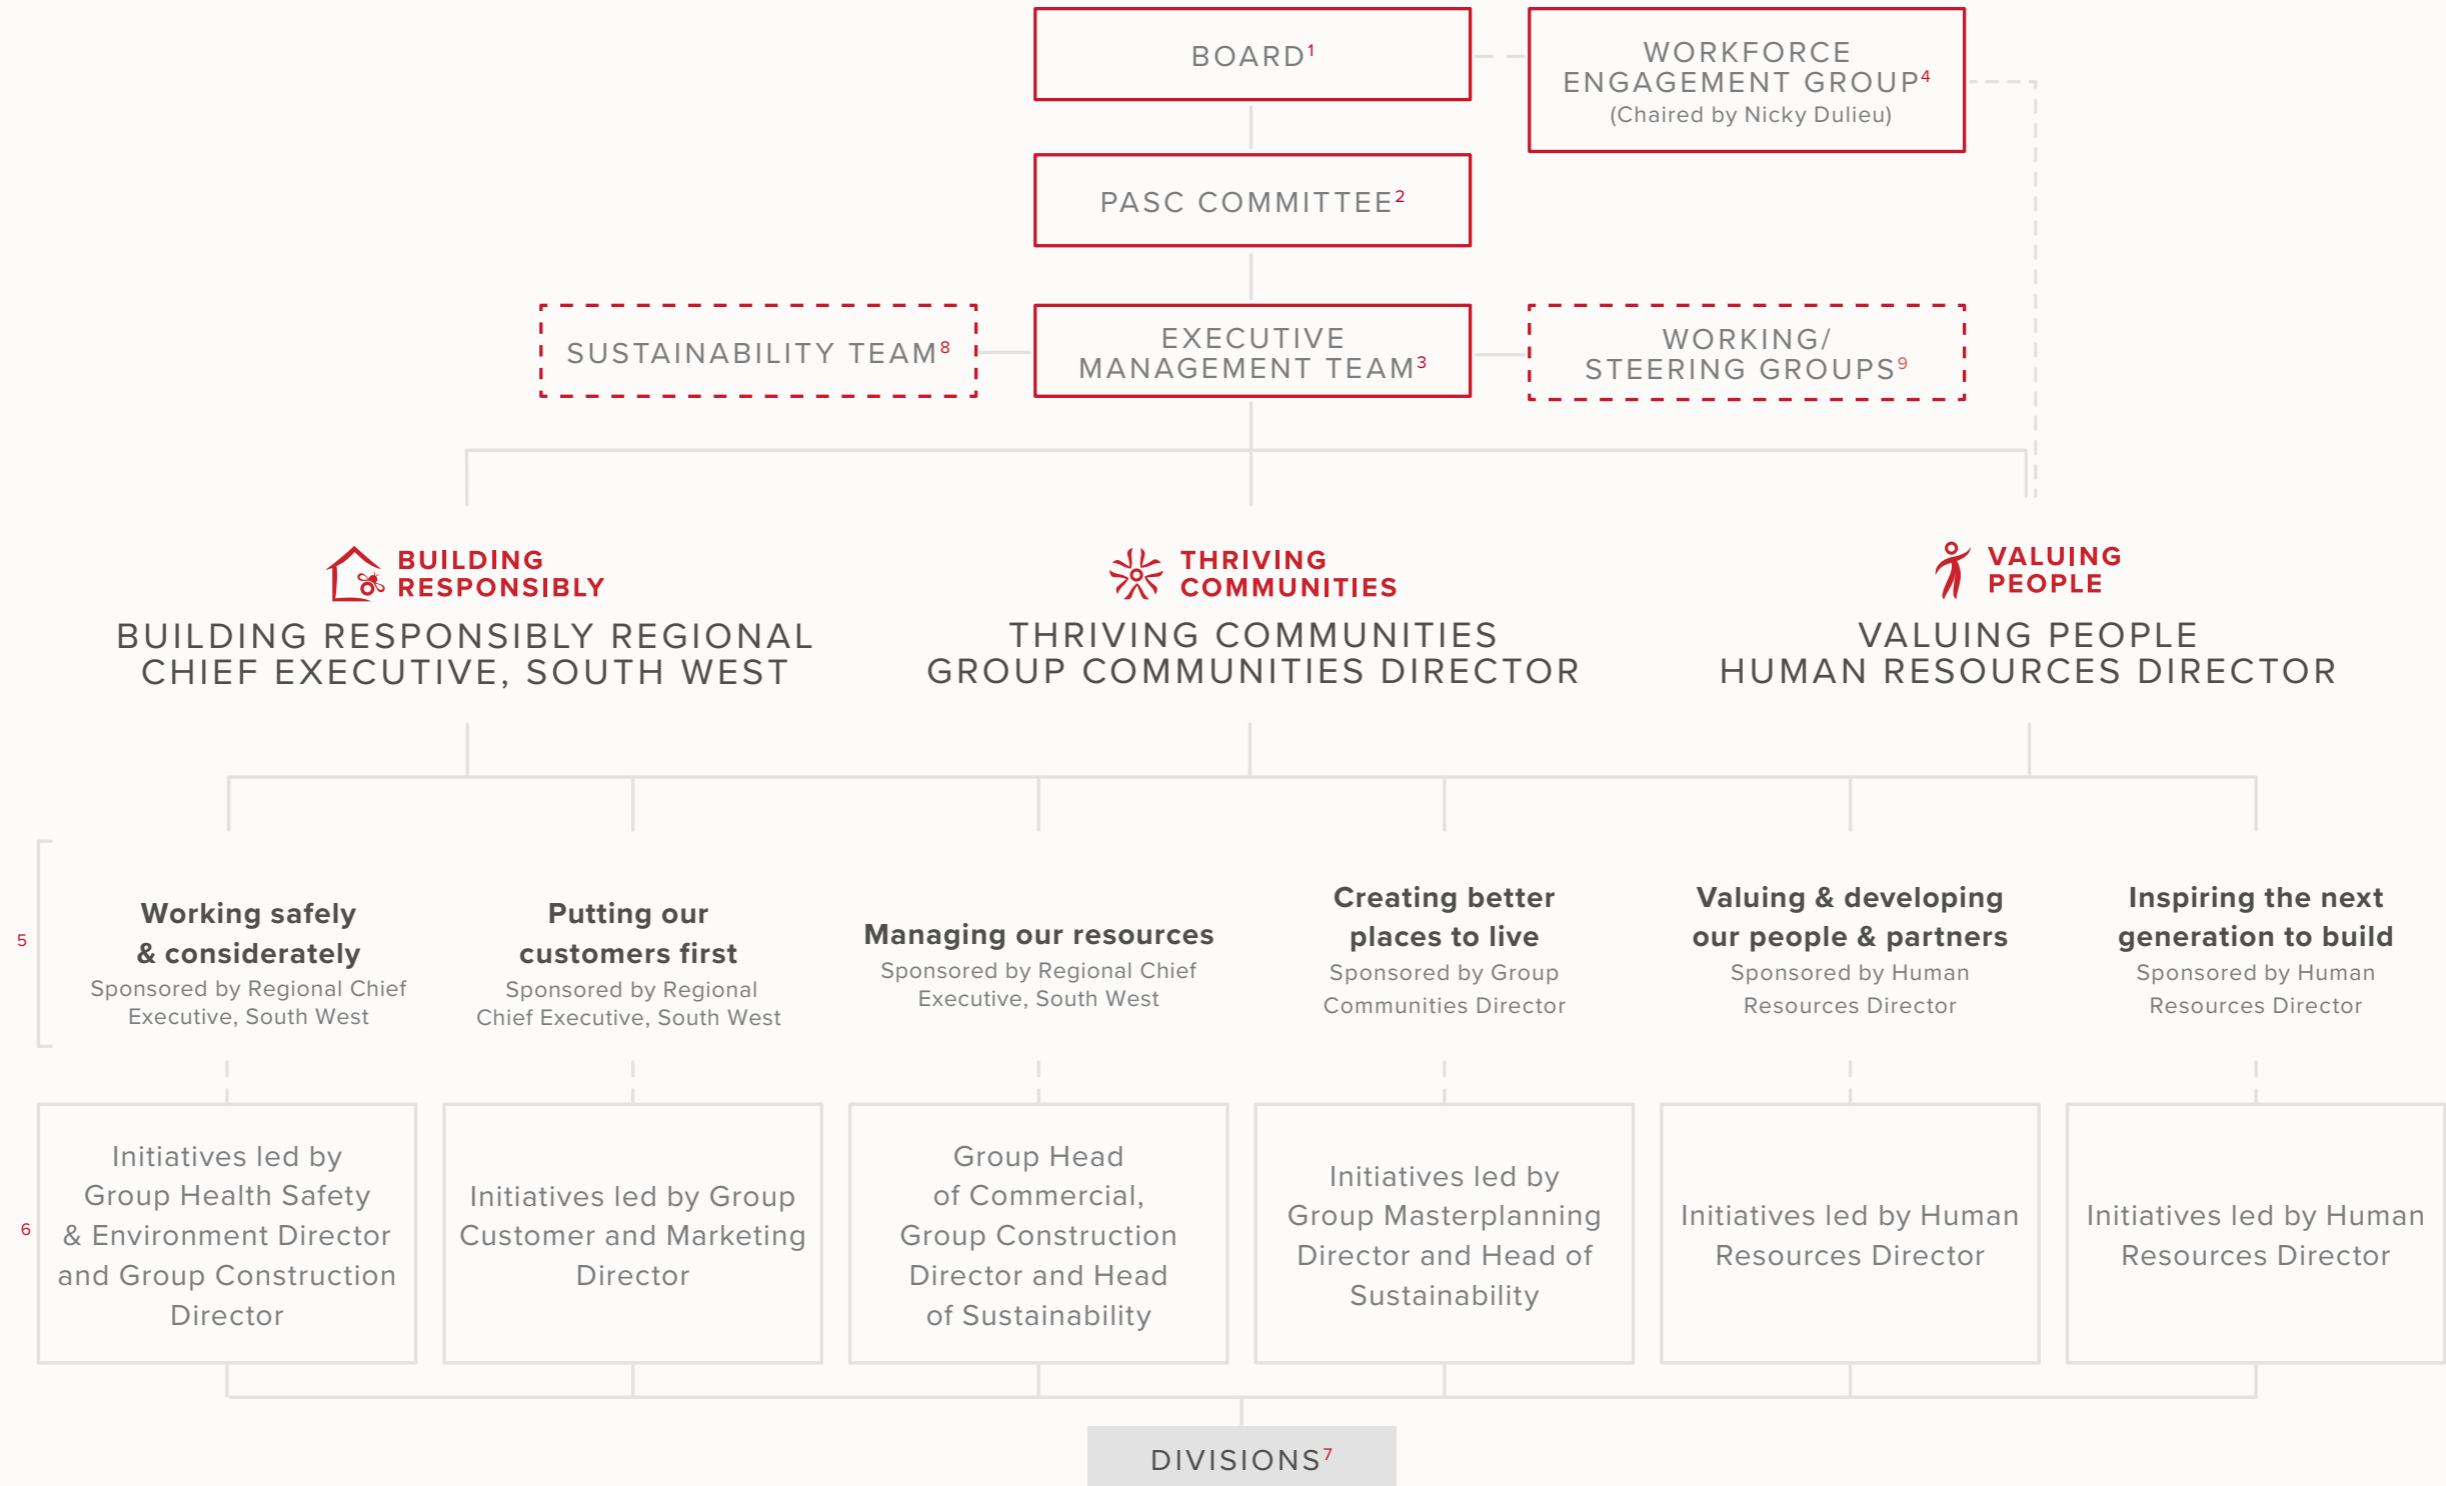 BOARD¹
WORKFORCE
ENGAGEMENT GROUP⁴
(Chaired by Nicky Dulieu)
PASC COMMITTEE²
SUSTAINABILITY TEAM⁸
EXECUTIVE
MANAGEMENT TEAM³
WORKING/
STEERING GROUPS⁹
BUILDING
RESPONSIBLY
BUILDING RESPONSIBLY REGIONAL
CHIEF EXECUTIVE, SOUTH WEST
THRIVING
COMMUNITIES
THRIVING COMMUNITIES
GROUP COMMUNITIES DIRECTOR
VALUING
PEOPLE
VALUING PEOPLE
HUMAN RESOURCES DIRECTOR
5
Working safely
& considerately
Sponsored by Regional Chief
Executive, South West
Putting our
customers first
Sponsored by Regional
Chief Executive, South West
Managing our resources
Sponsored by Regional Chief
Executive, South West
Creating better
places to live
Sponsored by Group
Communities Director
Valuing & developing
our people & partners
Sponsored by Human
Resources Director
Inspiring the next
generation to build
Sponsored by Human
Resources Director
6
Initiatives led by
Group Health Safety
& Environment Director
and Group Construction
Director
Initiatives led by Group
Customer and Marketing
Director
Group Head
of Commercial,
Group Construction
Director and Head
of Sustainability
Initiatives led by
Group Masterplanning
Director and Head of
Sustainability
Initiatives led by Human
Resources Director
Initiatives led by Human
Resources Director
DIVISIONS⁷